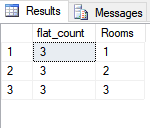 Results Messages
flat_count Rooms
1 3 1
2 3 2
3 3 3